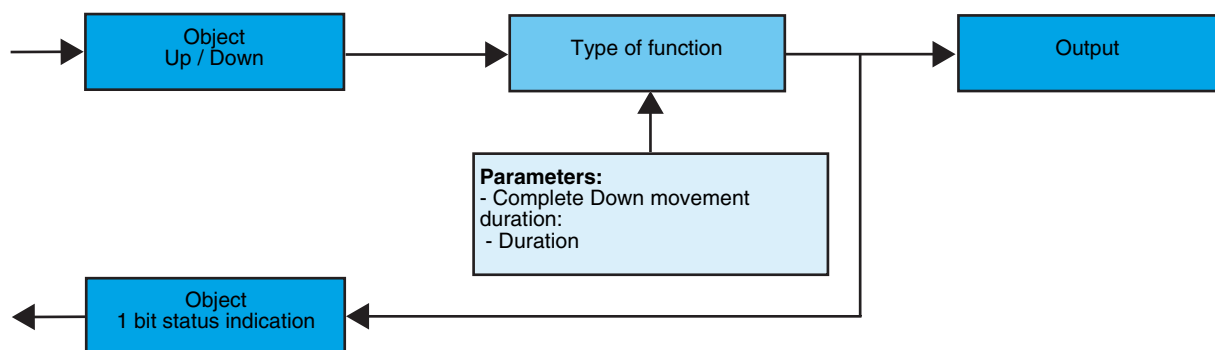 Object
Up / Down
Type of function
Output
Parameters:
- Complete Down movement
duration:
- Duration
Object
1 bit status indication